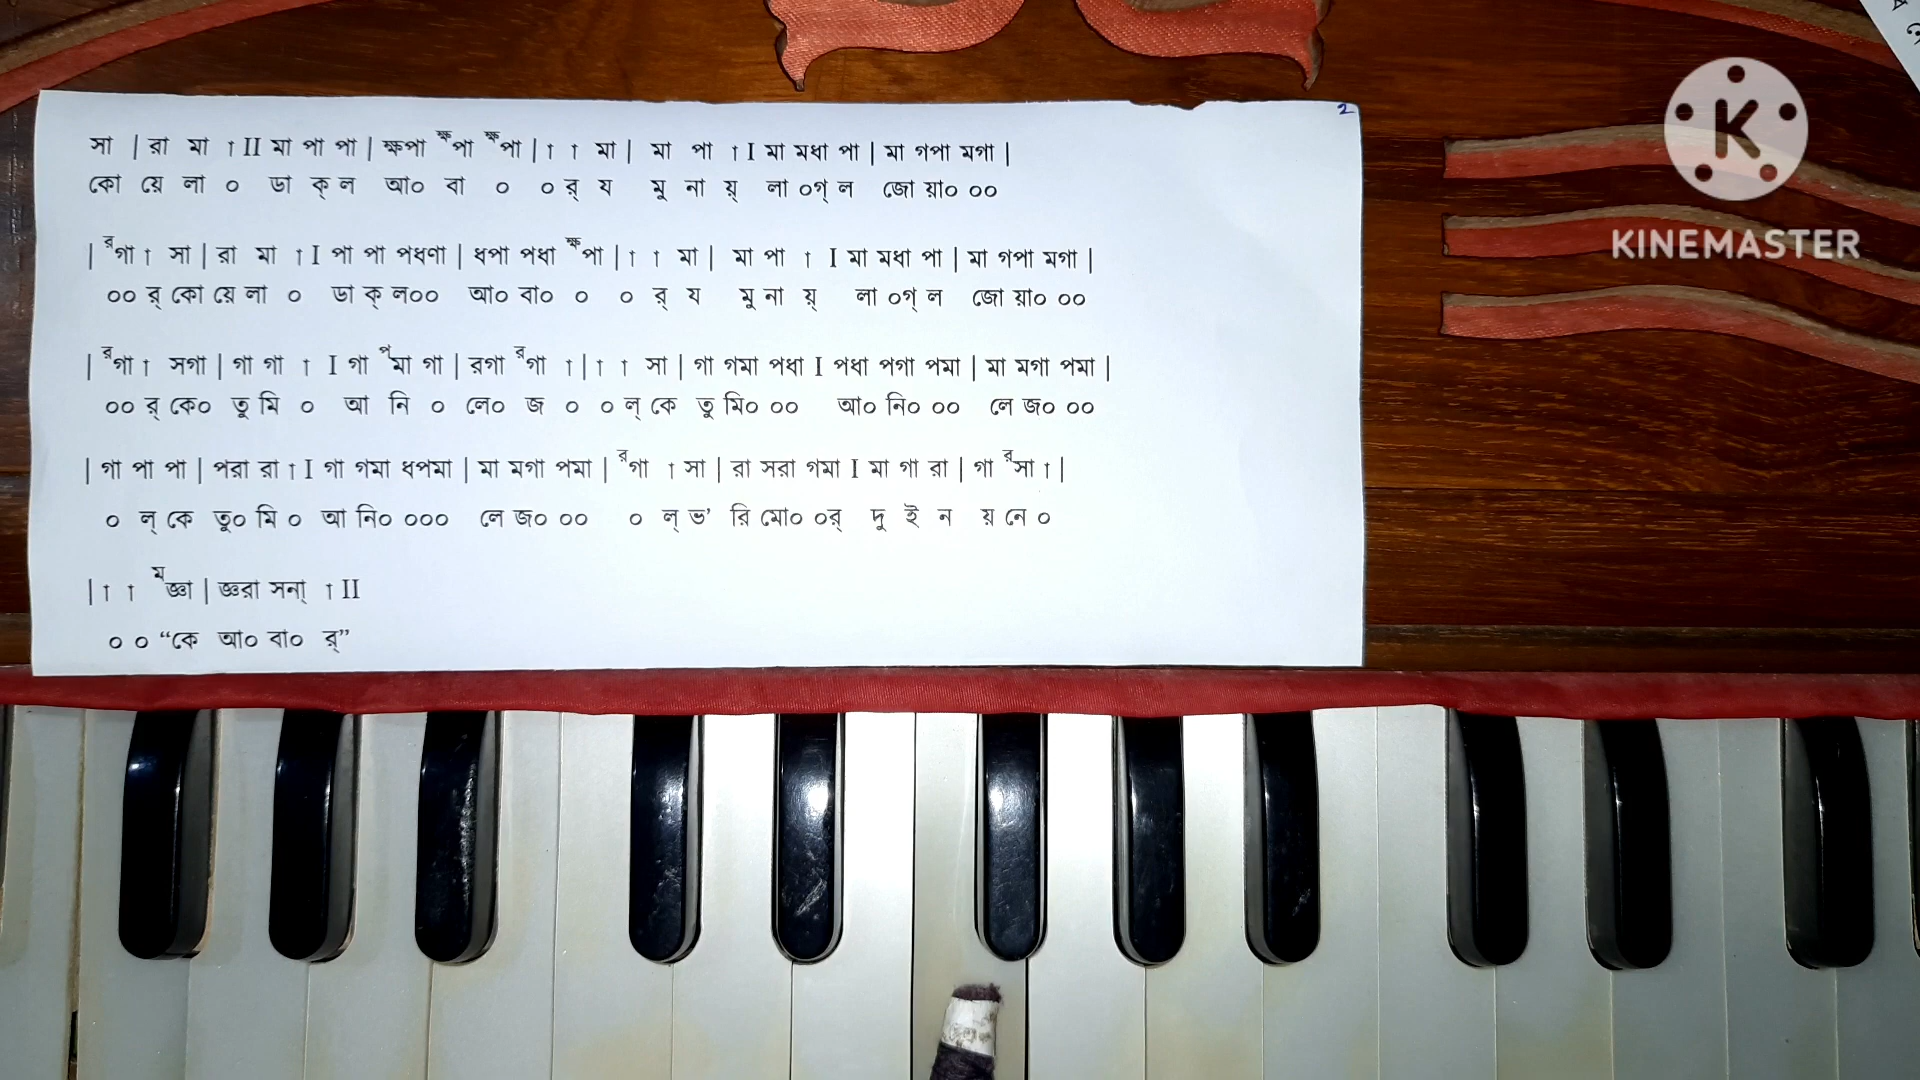 2
সা | রা মা ↑ II মা পা পা | ক্ষপা ক্ষপা ক্ষপা | ↑ ↑ মা | মা পা ↑ I মা মধা পা | মা গপা মগা |
কো য়ে লা ০ ডা ক্ ল আ০ বা ০ ০ র্ য মু না য়্ লা ০গ্ ল জো য়া০ ০০
| রগা ↑ সা | রা মা ↑ I পা পা পধণা | ধপা পধা ক্ষপা | ↑ ↑ মা | মা পা ↑ I মা মধা পা | মা গপা মগা |
০০ র্ কো য়ে লা ০ ডা ক্ ল০০ আ০ বা০ ০ ০ র্ য মু না য়্ লা ০গ্ ল জো য়া০ ০০
| রগা ↑ সগা | গা গা ↑ I গা পমা গা | রগা রগা ↑ | ↑ ↑ সা | গা গমা পধা I পধা পগা পমা | মা মগা পমা |
০০ র্ কে০ তু মি ০ আ নি ০ লে০ জ ০ ০ ল্ কে তু মি০ ০০ আ০ নি০ ০০ লে জ০ ০০
| গা পা পা | পরা রা ↑ I গা গমা ধপমা | মা মগা পমা | রগা ↑ সা | রা সরা গমা I মা গা রা | গা রসা ↑ |
০ ল্ কে তু০ মি ০ আ নি০ ০০০ লে জ০ ০০ ০ ল্ ভ’ রি মো০ ০র্ দু ই ন য় নে ০
| ↑ ↑ মজ্ঞা | জ্ঞরা সনা্ ↑ II
০ ০ “কে আ০ বা০ র্”
KINEMASTER